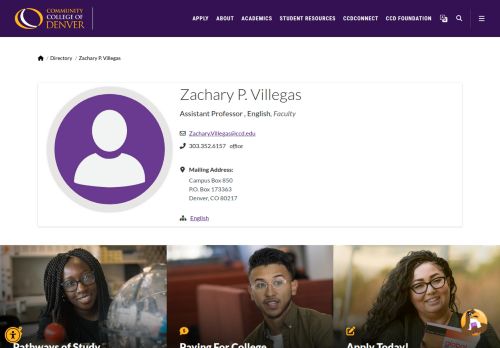 COMMUNITY
COLLEGE OF
DENVER
APPLY ABOUT ACADEMICS STUDENT RESOURCES CCDCONNECT CCD FOUNDATION
Directory / Zachary P. Villegas
Zachary P. Villegas
Assistant Professor , English, Faculty
Zachary.Villegas@ccd.edu
303.352.6157 office
Mailing Address:
Campus Box 850
P.O. Box 173363
Denver, CO 80217
English
Pathways of Study
Paying For College
Apply Today!